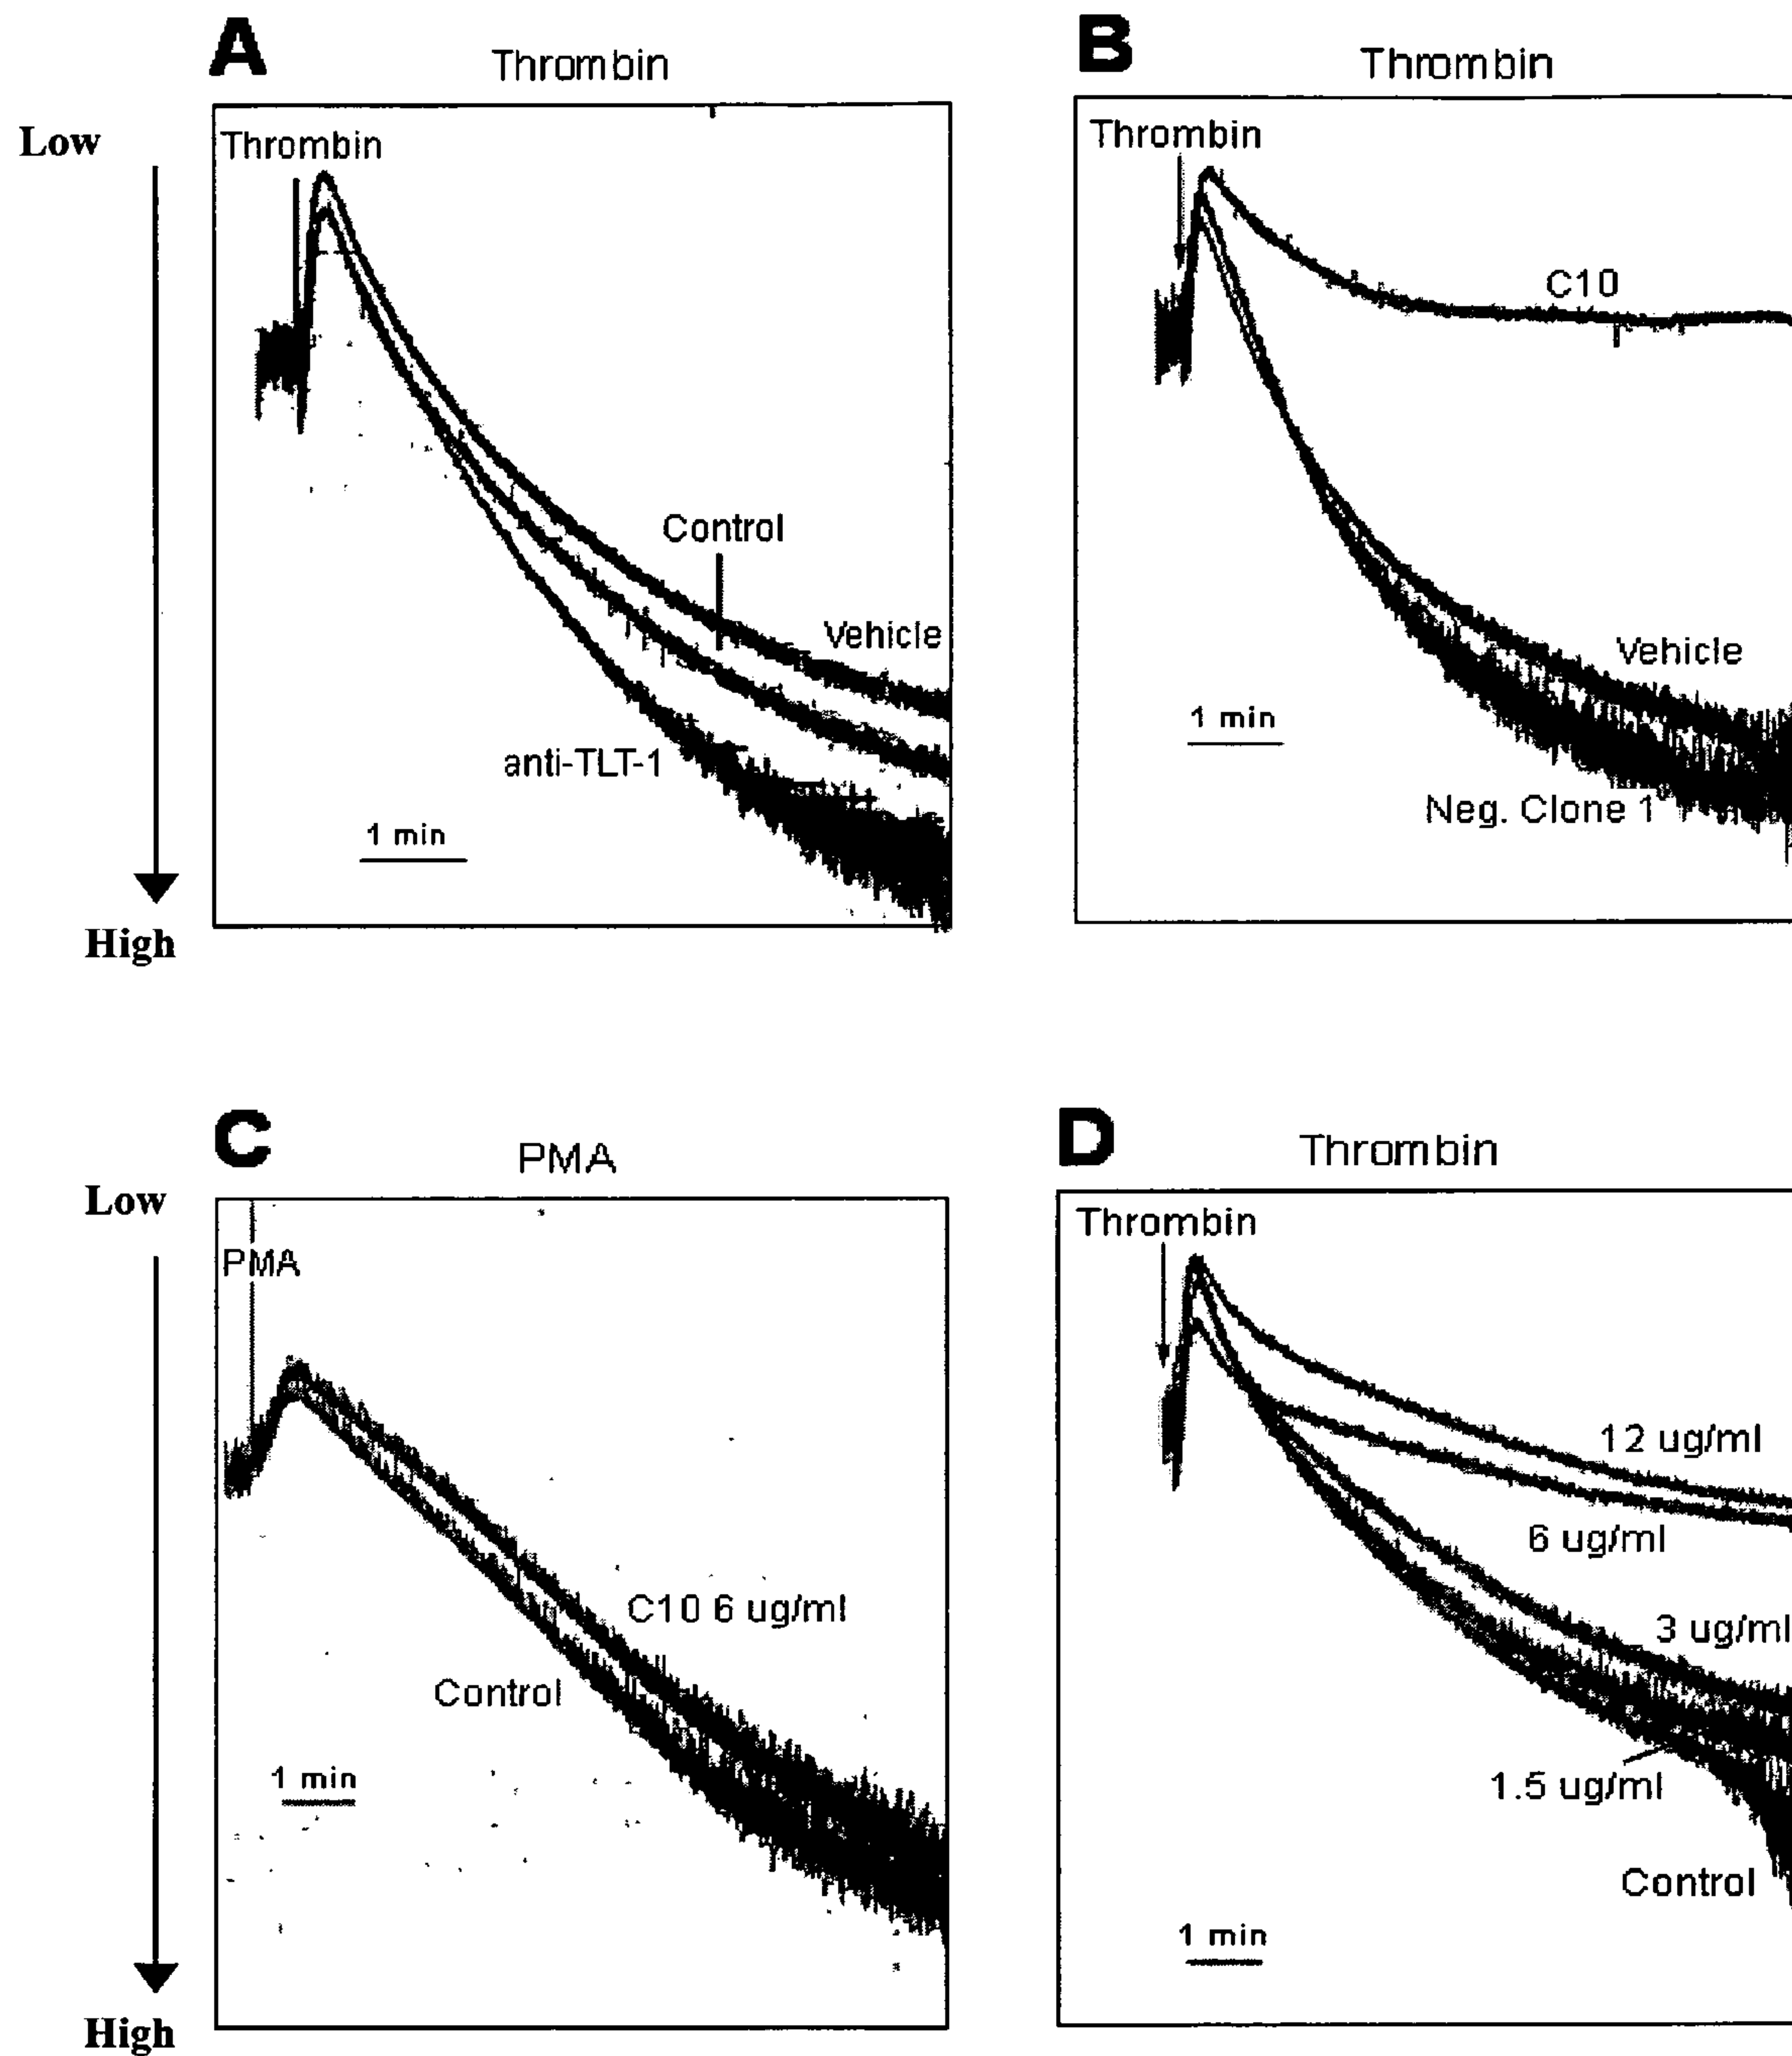 A
Thrombin
Low
Thrombin
Control
Vehicle
anti-TLT-1
1 min
High
B
Thrombin
Thrombin
C10
Vehicle
1 min
Neg. Clone 1
C
PMA
Low
PMA
C10 6 ug/ml
Control
1 min
High
D
Thrombin
Thrombin
12 ug/ml
6 ug/ml
3 ug/ml
1.5 ug/ml
Control
1 min